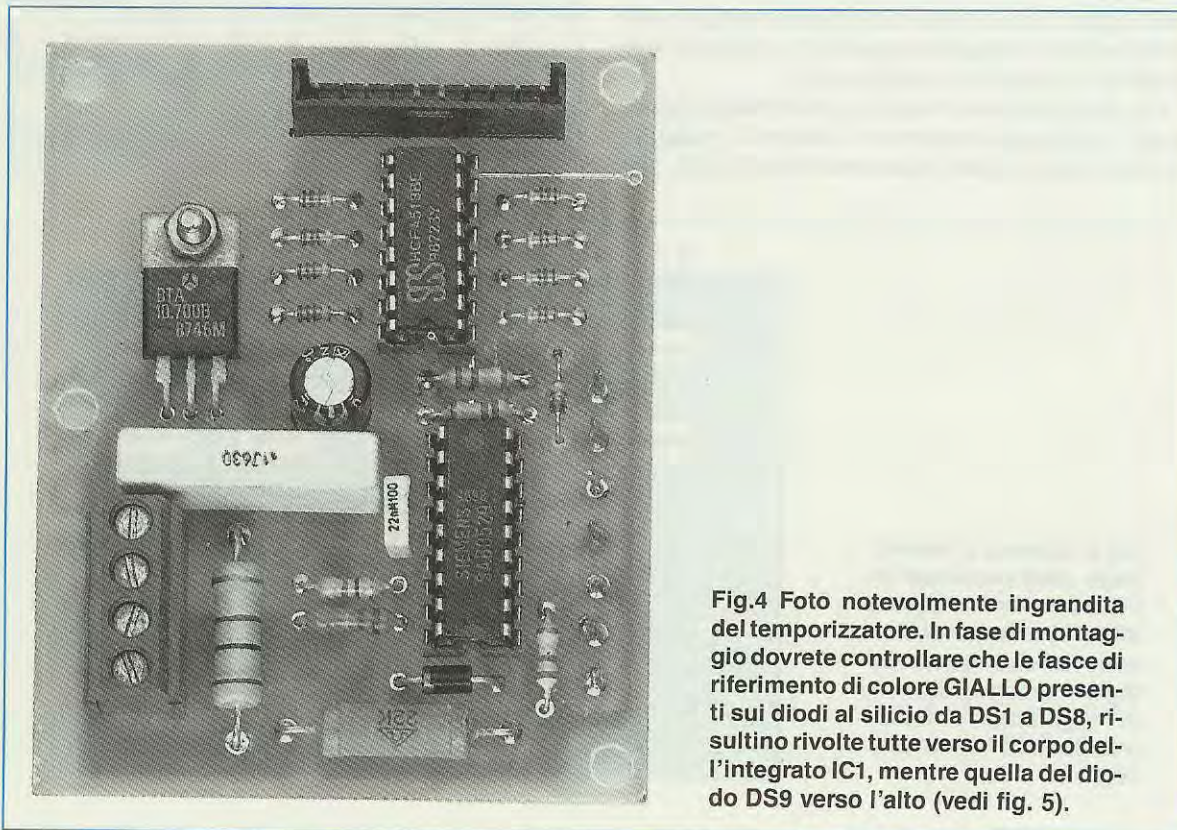 HCF4513BE
P8723Y
BTA
10.700B
8746M
22nM100
SIEMENS
Fig.4 Foto notevolmente ingrandita
del temporizzatore. In fase di montag-
gio dovrete controllare che le fasce di
riferimento di colore GIALLO presen-
ti sui diodi al silicio da DS1 a DS8, ri-
sultino rivolte tutte verso il corpo del-
l'integrato IC1, mentre quella del dio-
do DS9 verso l'alto (vedi fig. 5).